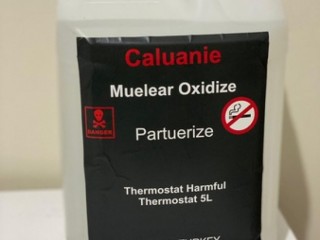 Caluanie
Muelear Oxidize
DANGER
Partuerize
Thermostat Harmful
Thermostat 5L